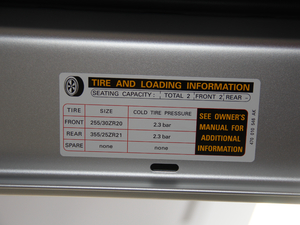 TIRE AND LOADING INFORMATION
SEATING CAPACITY : TOTAL 2 FRONT 2 REAR –
TIRE SIZE COLD TIRE PRESSURE
FRONT 255/30ZR20 2.3 bar
REAR 355/25ZR21 2.3 bar
SPARE none none
SEE OWNER'S
MANUAL FOR
ADDITIONAL
INFORMATION